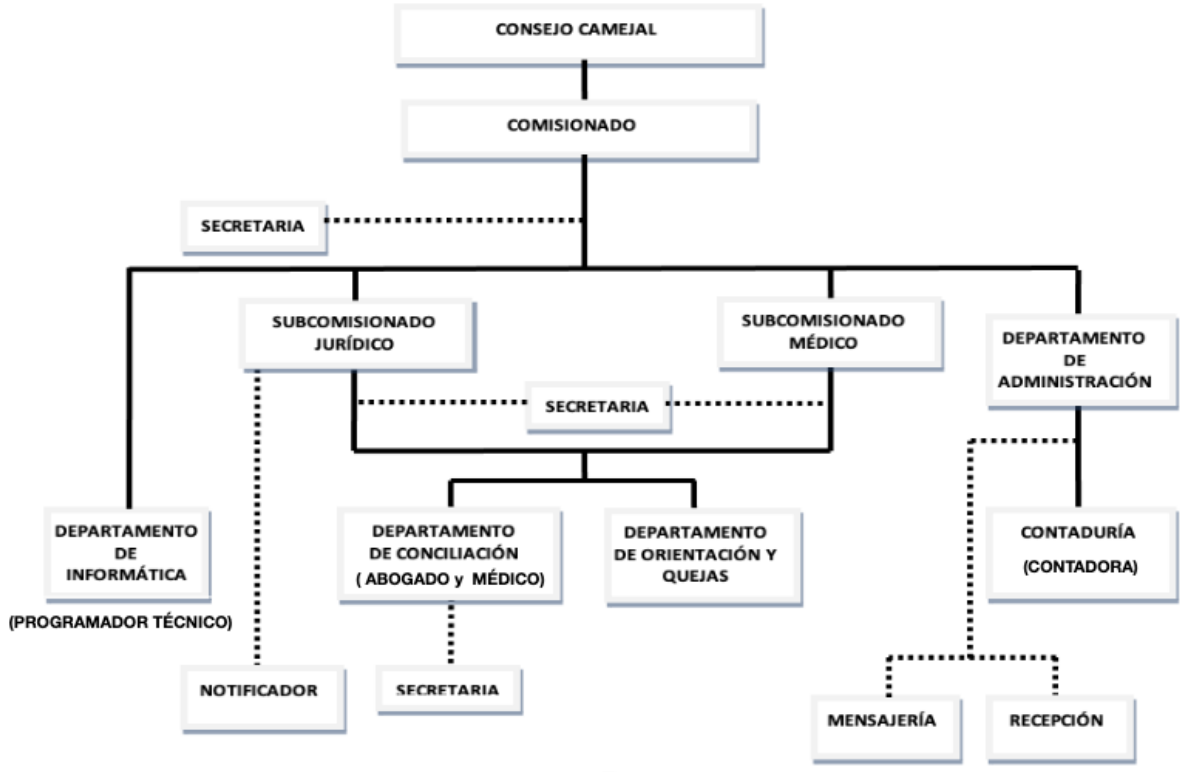 CONSEJO CAMEJAL
COMISIONADO
SECRETARIA
SUBCOMISIONADO
JURÍDICO
SUBCOMISIONADO
MÉDICO
DEPARTAMENTO
DE
ADMINISTRACIÓN
SECRETARIA
DEPARTAMENTO
DE
INFORMÁTICA
(PROGRAMADOR TÉCNICO)
DEPARTAMENTO
DE CONCILIACIÓN
( ABOGADO y MÉDICO)
DEPARTAMENTO
DE ORIENTACIÓN Y
QUEJAS
CONTADURÍA
(CONTADORA)
NOTIFICADOR
SECRETARIA
MENSAJERÍA
RECEPCIÓN